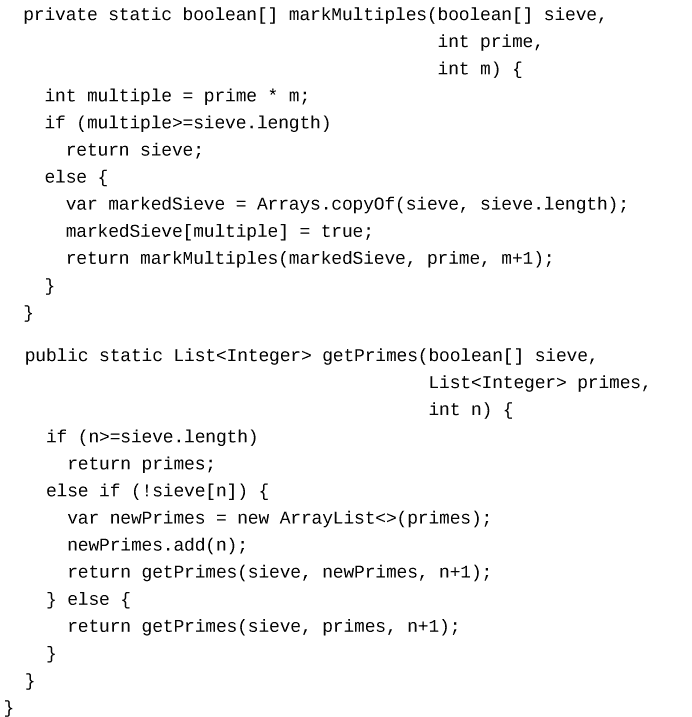 private static boolean[] markMultiples(boolean[] sieve,
int prime,
int m) {
int multiple = prime * m;
if (multiple>=sieve.length)
return sieve;
else {
var markedSieve = Arrays.copyOf(sieve, sieve.length);
markedSieve[multiple] = true;
return markMultiples(markedSieve, prime, m+1);
}
}
public static List<Integer> getPrimes(boolean[] sieve,
List<Integer> primes,
int n) {
if (n>=sieve.length)
return primes;
else if (!sieve[n]) {
var newPrimes = new ArrayList<>(primes);
newPrimes.add(n);
return getPrimes(sieve, newPrimes, n+1);
} else {
return getPrimes(sieve, primes, n+1);
}
}
}